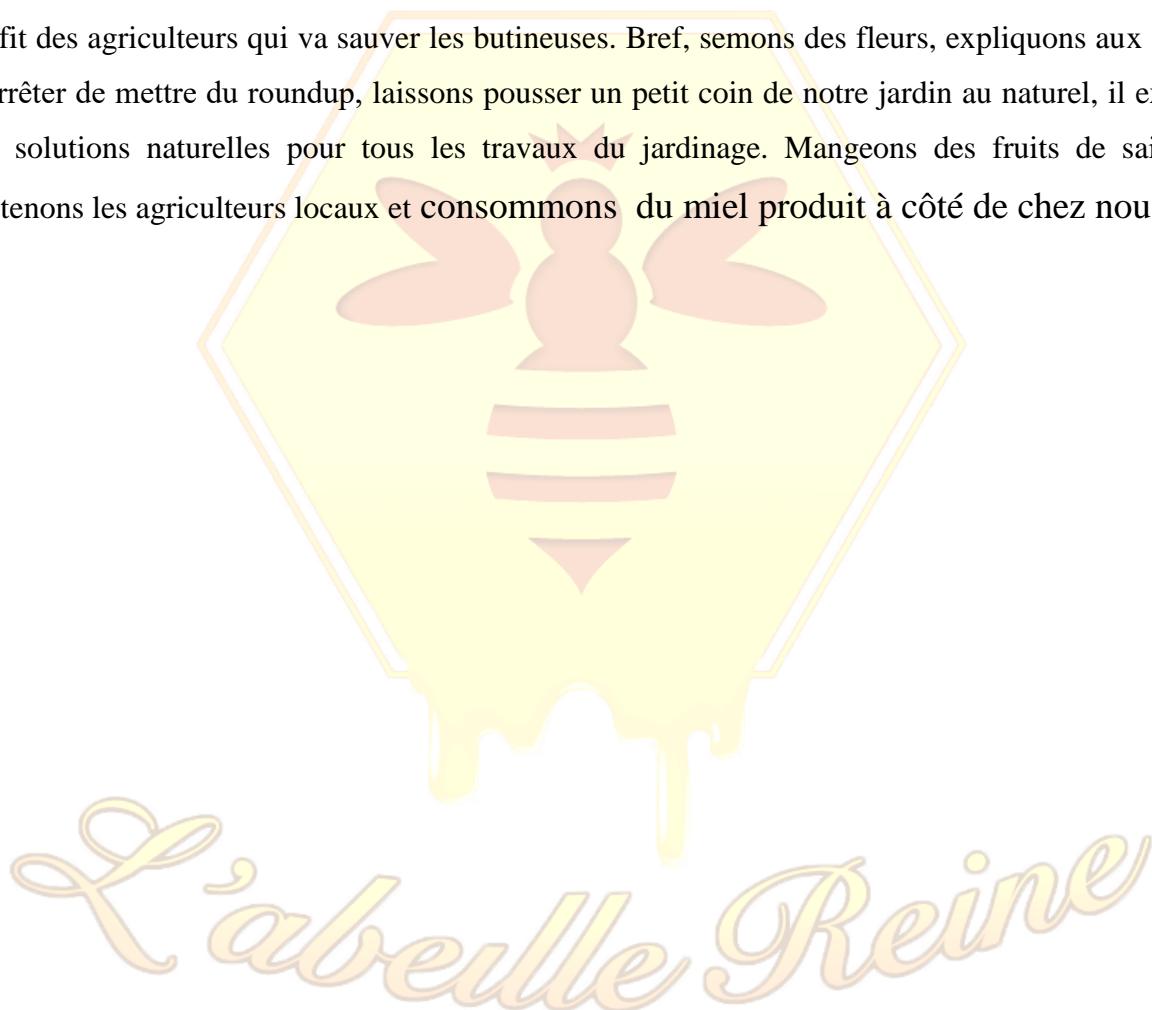 fit des agriculteurs qui va sauver les butineuses. Bref, semons des fleurs, expliquons aux
rrêter de mettre du roundup, laissons pousser un petit coin de notre jardin au naturel, il e
solutions naturelles pour tous les travaux du jardinage. Mangeons des fruits de sai
tenons les agriculteurs locaux et consommons du miel produit à côté de chez nou
L'abeille Reine